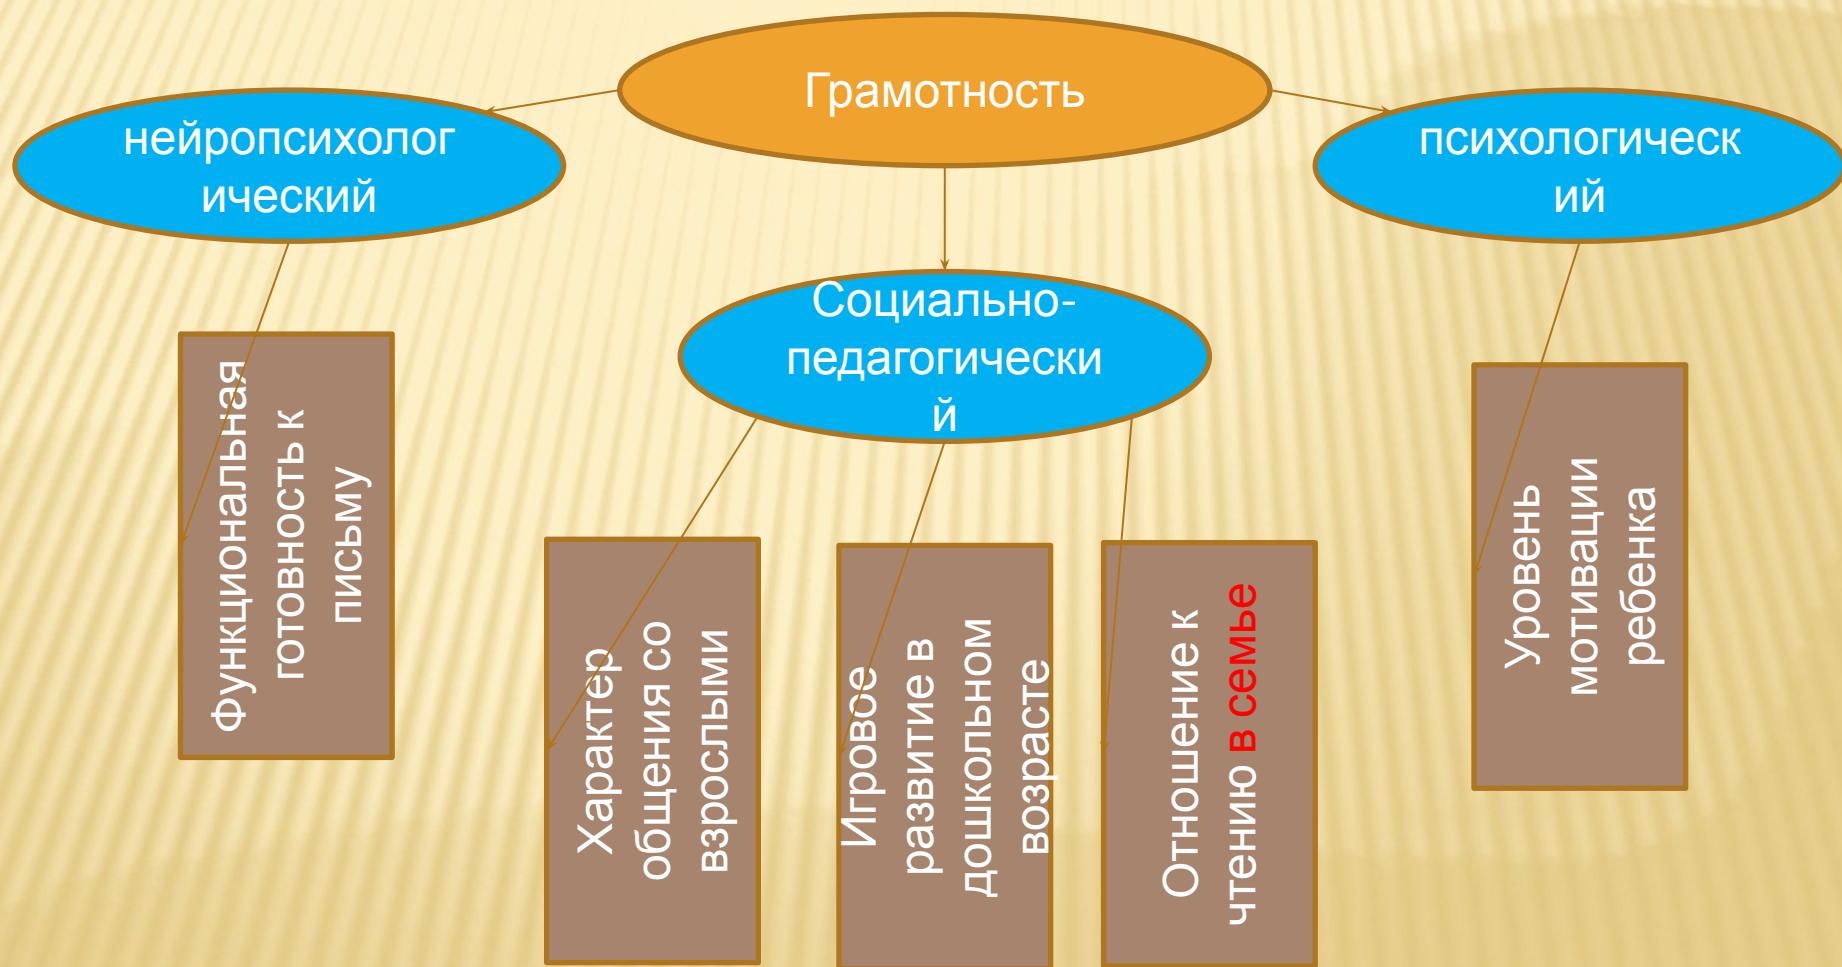 Грамотность
нейропсихолог
ический
психологическ
ий
Социально-
педагогически
й
Функциональная
готовность к
письму
Характер
общения со
взрослыми
Игровое
развитие в
дошкольном
возрасте
Отношение к
чтению в семье
Уровень
мотивации
ребенка